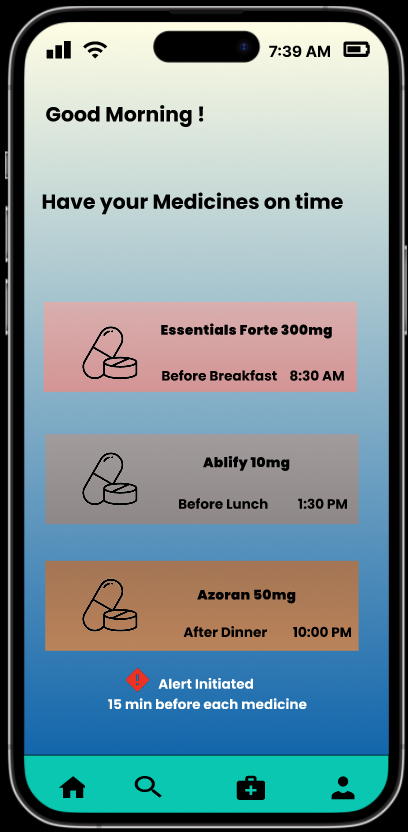 7:39 AM
Good Morning !
Have your Medicines on time
Essentials Forte 300mg
Before Breakfast 8:30 AM
Ablify 10mg
Before Lunch 1:30 PM
Azoran 50mg
After Dinner 10:00 PM
Alert Initiated
15 min before each medicine